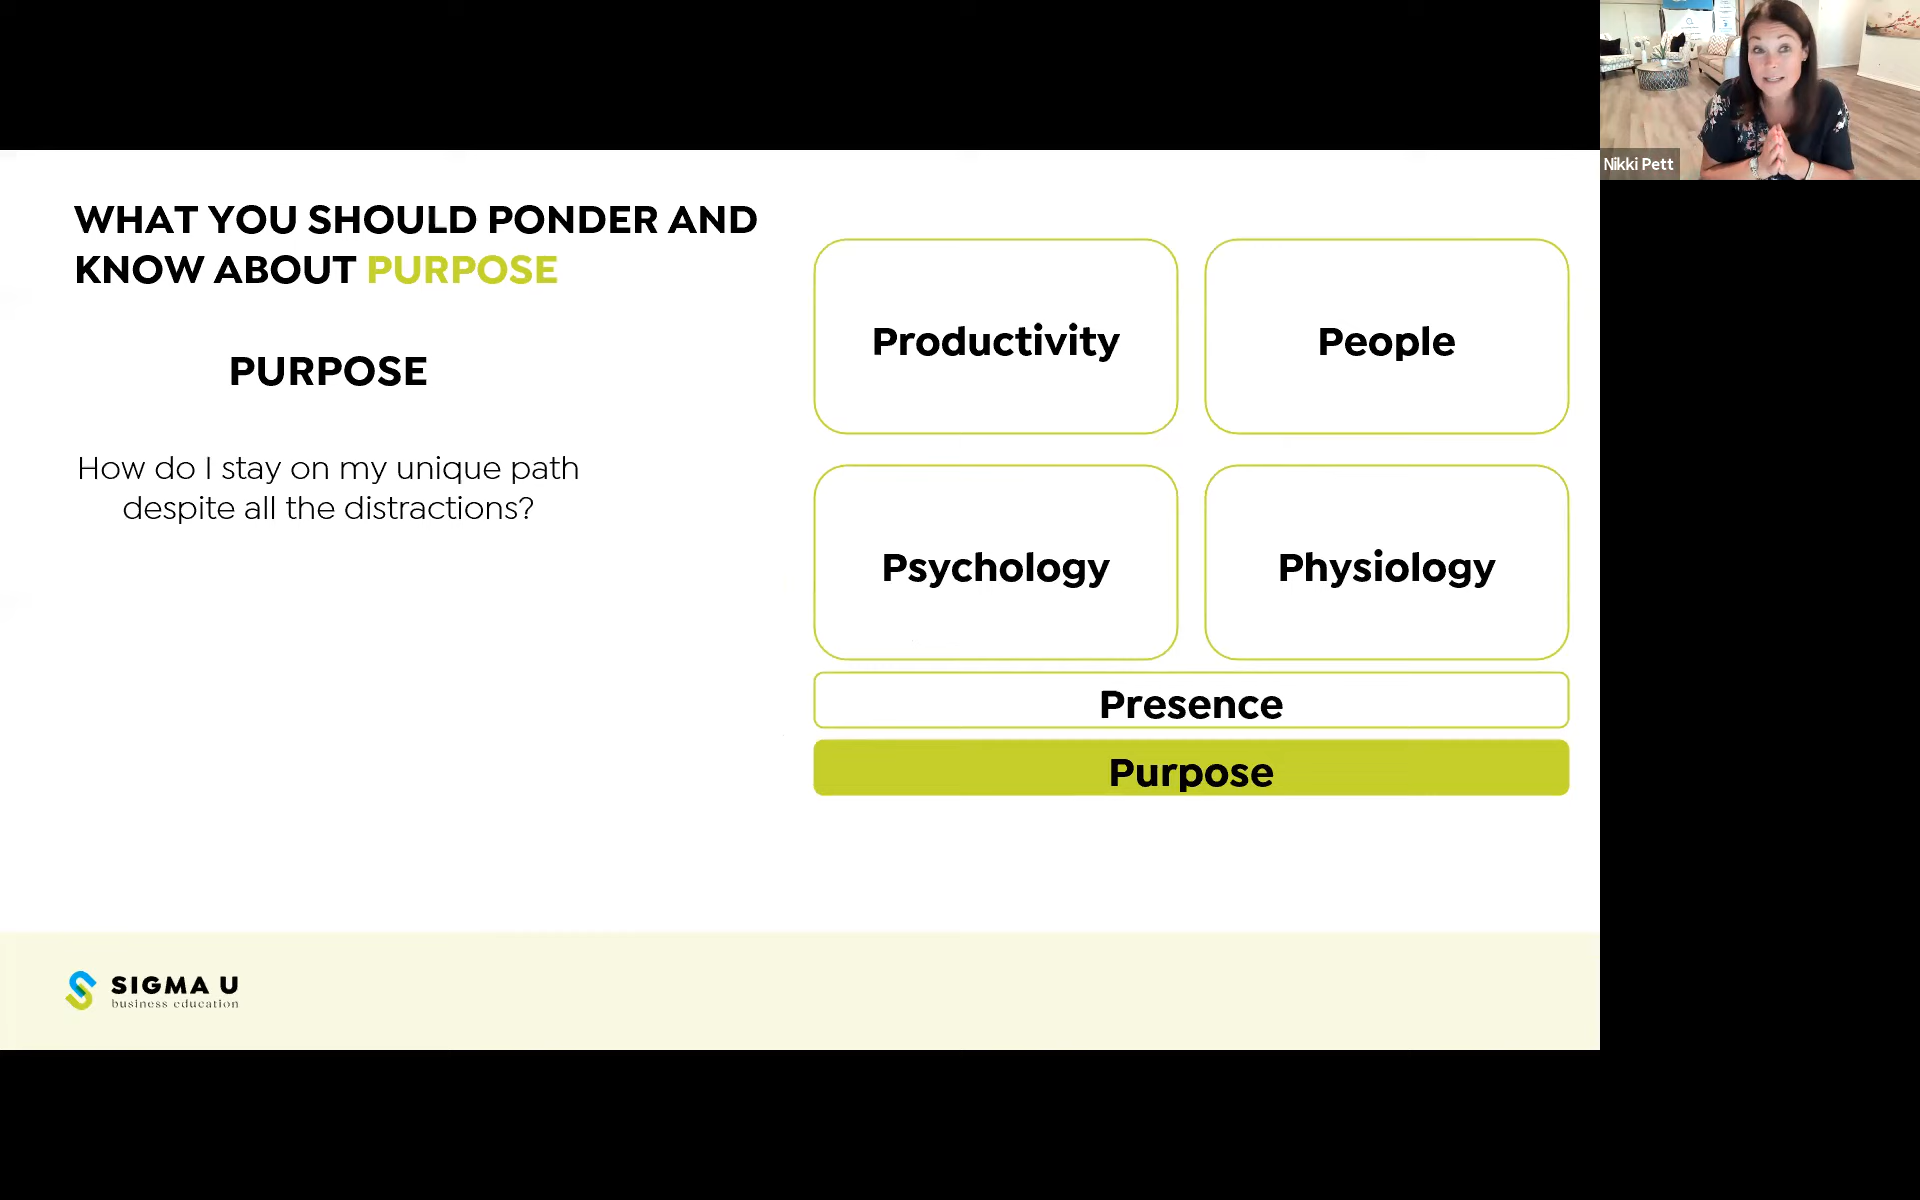 Nikki Pett
WHAT YOU SHOULD PONDER AND
KNOW ABOUT PURPOSE
PURPOSE
How do I stay on my unique path
despite all the distractions?
Productivity
People
Psychology
Physiology
Presence
Purpose
SIGMA U
business education